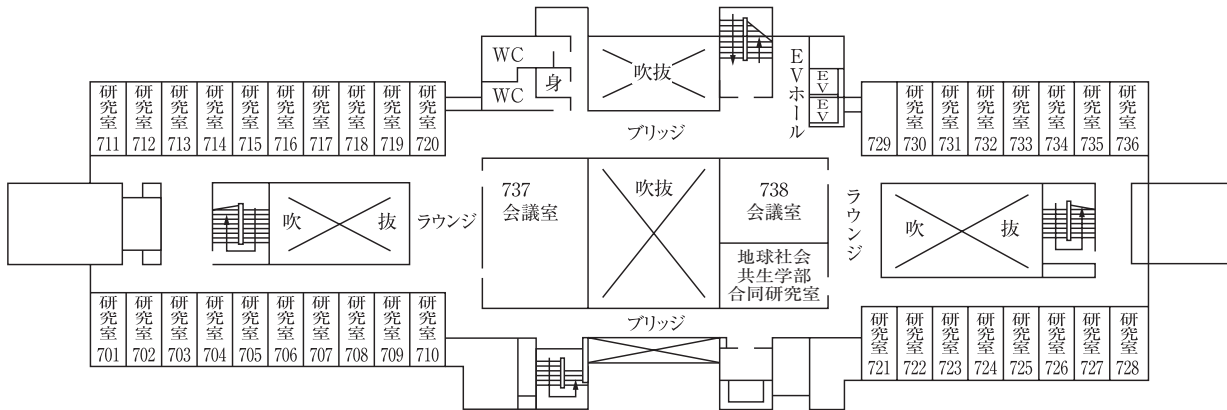 WC
身
WC
吹抜
EVホール
EV
EV
研究室 711
研究室 712
研究室 713
研究室 714
研究室 715
研究室 716
研究室 717
研究室 718
研究室 719
研究室 720
ブリッジ
729
研究室 730
研究室 731
研究室 732
研究室 733
研究室 734
研究室 735
研究室 736
吹 抜
ラウンジ
737
会議室
吹抜
738
会議室
地球社会
共生学部
合同研究室
ラウンジ
吹 抜
ブリッジ
研究室 701
研究室 702
研究室 703
研究室 704
研究室 705
研究室 706
研究室 707
研究室 708
研究室 709
研究室 710
研究室 721
研究室 722
研究室 723
研究室 724
研究室 725
研究室 726
研究室 727
研究室 728